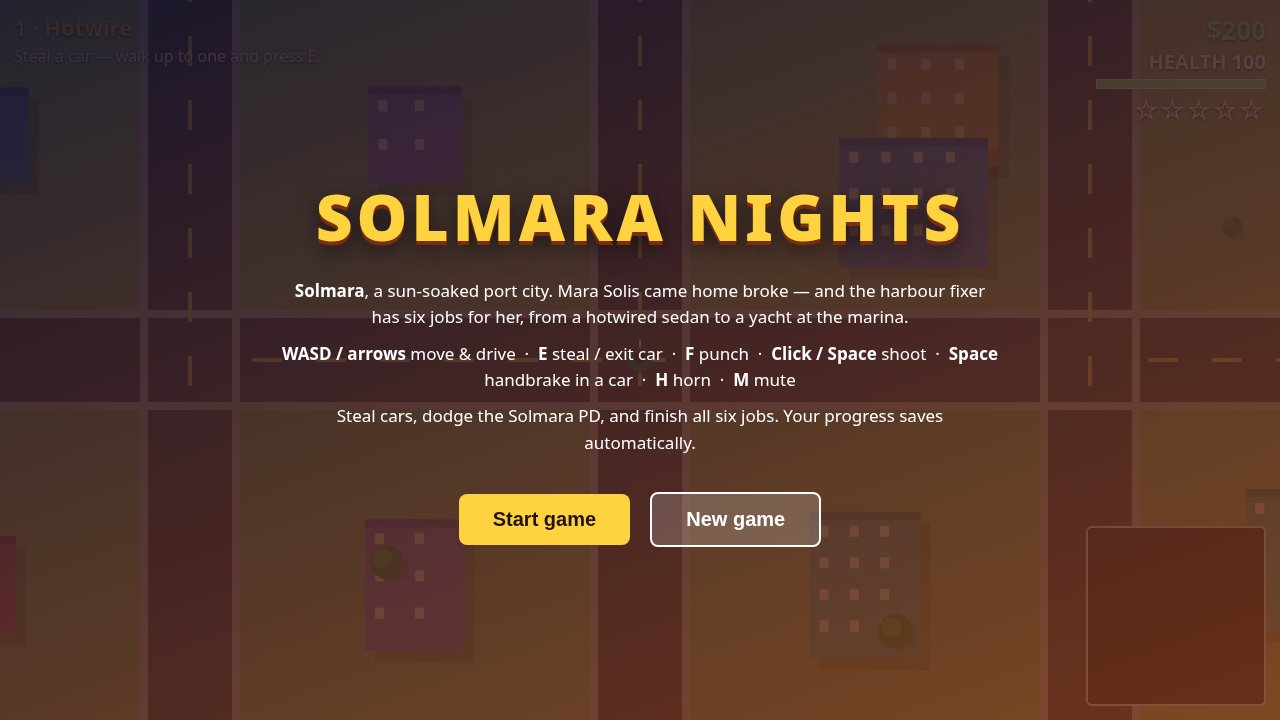 1 · Hotwire
Steal a car — walk up to one and press E.
$200
HEALTH 100
SOLMARA NIGHTS
Solmara, a sun-soaked port city. Mara Solis came home broke — and the harbour fixer
has six jobs for her, from a hotwired sedan to a yacht at the marina.
WASD / arrows move & drive · E steal / exit car · F punch · Click / Space shoot · Space
handbrake in a car · H horn · M mute
Steal cars, dodge the Solmara PD, and finish all six jobs. Your progress saves
automatically.
Start game
New game